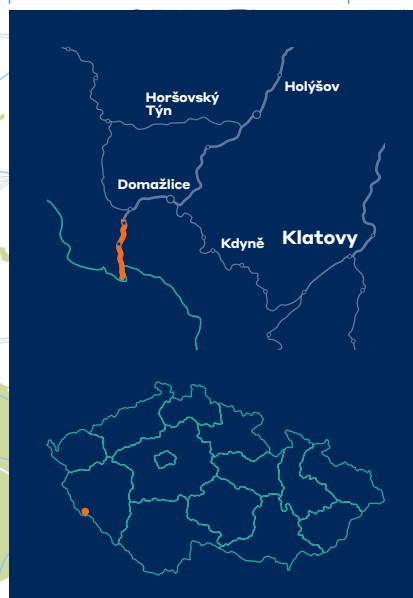 Holýšov
Horšovský
Týn
Domažlice
Kdyně
Klatovy